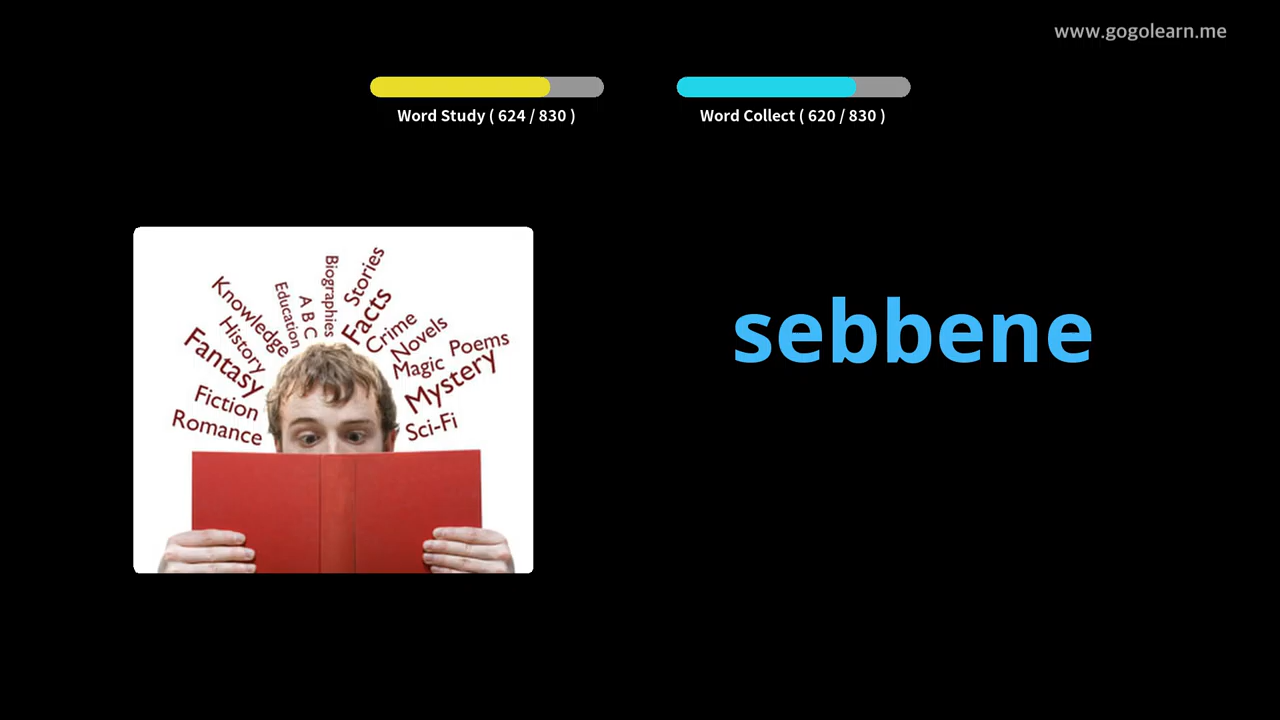 www.gogolearn.me
Word Study ( 624 / 830 )
Word Collect ( 620 / 830 )
sebbene
Romance
Fiction
Fantasy
History
Knowledge
Education
A B C
Biographies
Stories
Facts
Crime
Novels
Magic
Poems
Mystery
Sci-Fi